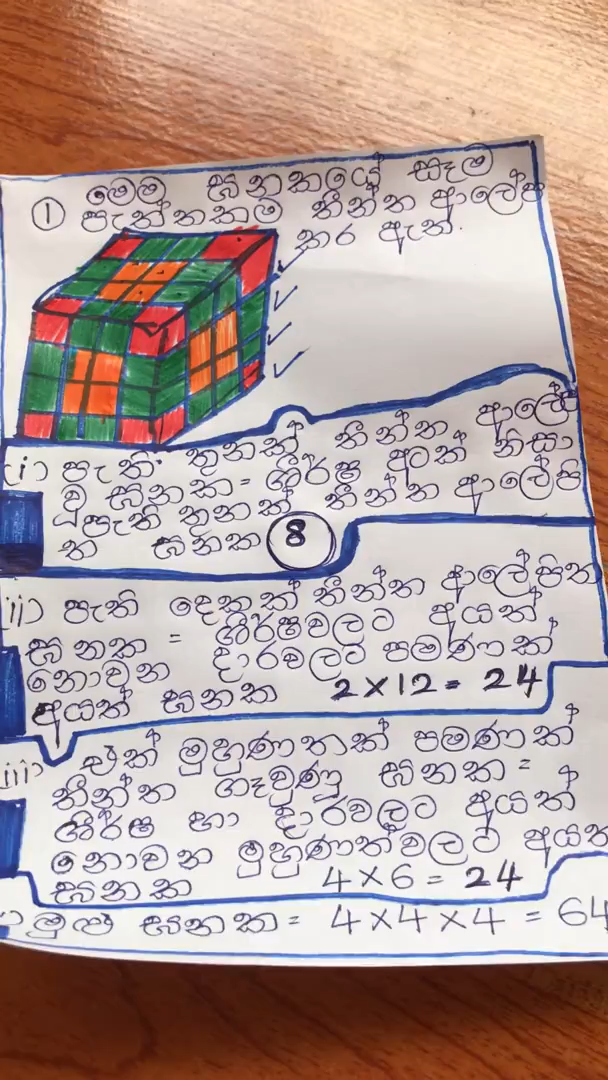 මෙම ඝනකයේ සෑම
① පැත්තකම තීන්ත ආලේප
කර ඇත.
(i) පැති තුනක් තීන්ත ආලේප
වූ ඝනක = ශීර්ෂ අටක් නිසා
පැති තුනක් තීන්ත ආලේපි
ත ඝනක 8
ii) පැති දෙකක් තීන්ත ආලේපිත
ඝනක = ශීර්ෂවලට අයත්
නොවන දාරවලට පමණක්
අයත් ඝනක 2×12= 24
iii) එක් මුහුණතක් පමණක්
තීන්ත ගෑවුණු ඝනක =
ශීර්ෂ හා දාරවලට අයත්
නොවන මුහුණත්වලට අයත්
ඝනක 4×6=24
මුළු ඝනක= 4×4×4 = 64